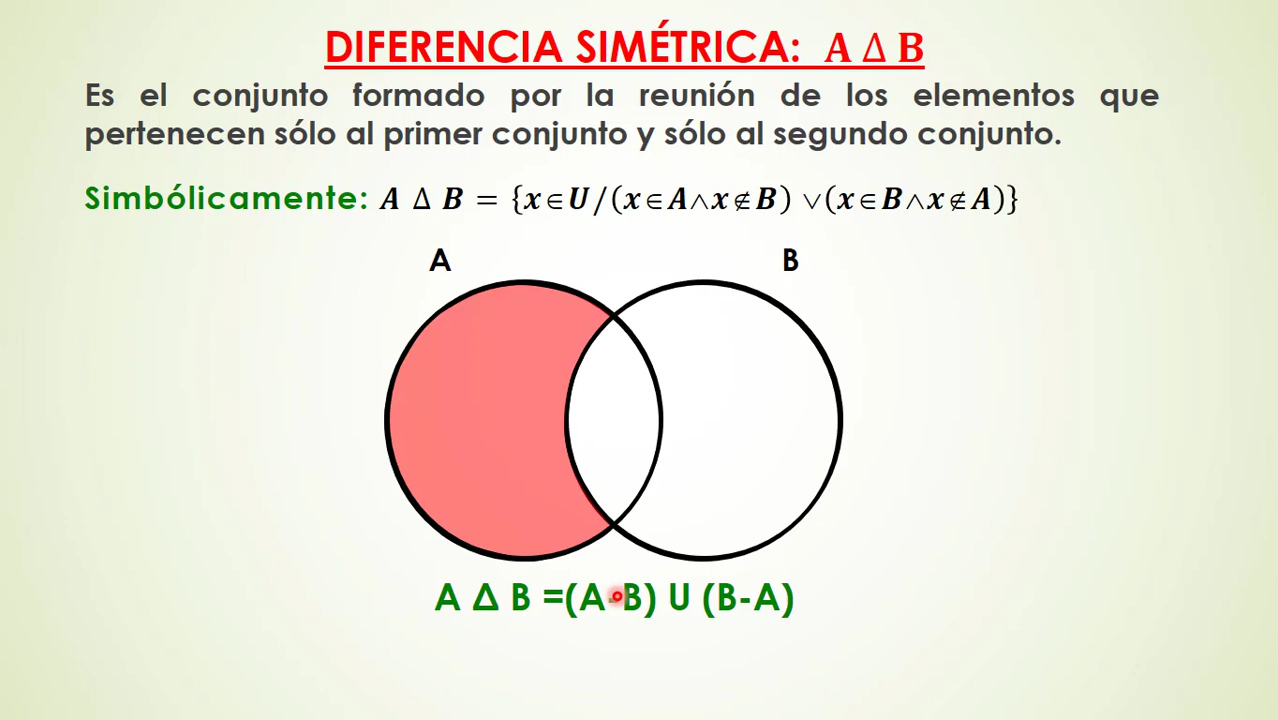 DIFERENCIA SIMÉTRICA: A Δ B
Es el conjunto formado por la reunión de los elementos que
pertenecen sólo al primer conjunto y sólo al segundo conjunto.
Simbólicamente: A Δ B = {x∈U/(x∈A∧x∉B) ∨(x∈B∧x∉A)}
A B
A Δ B =(A-B) U (B-A)